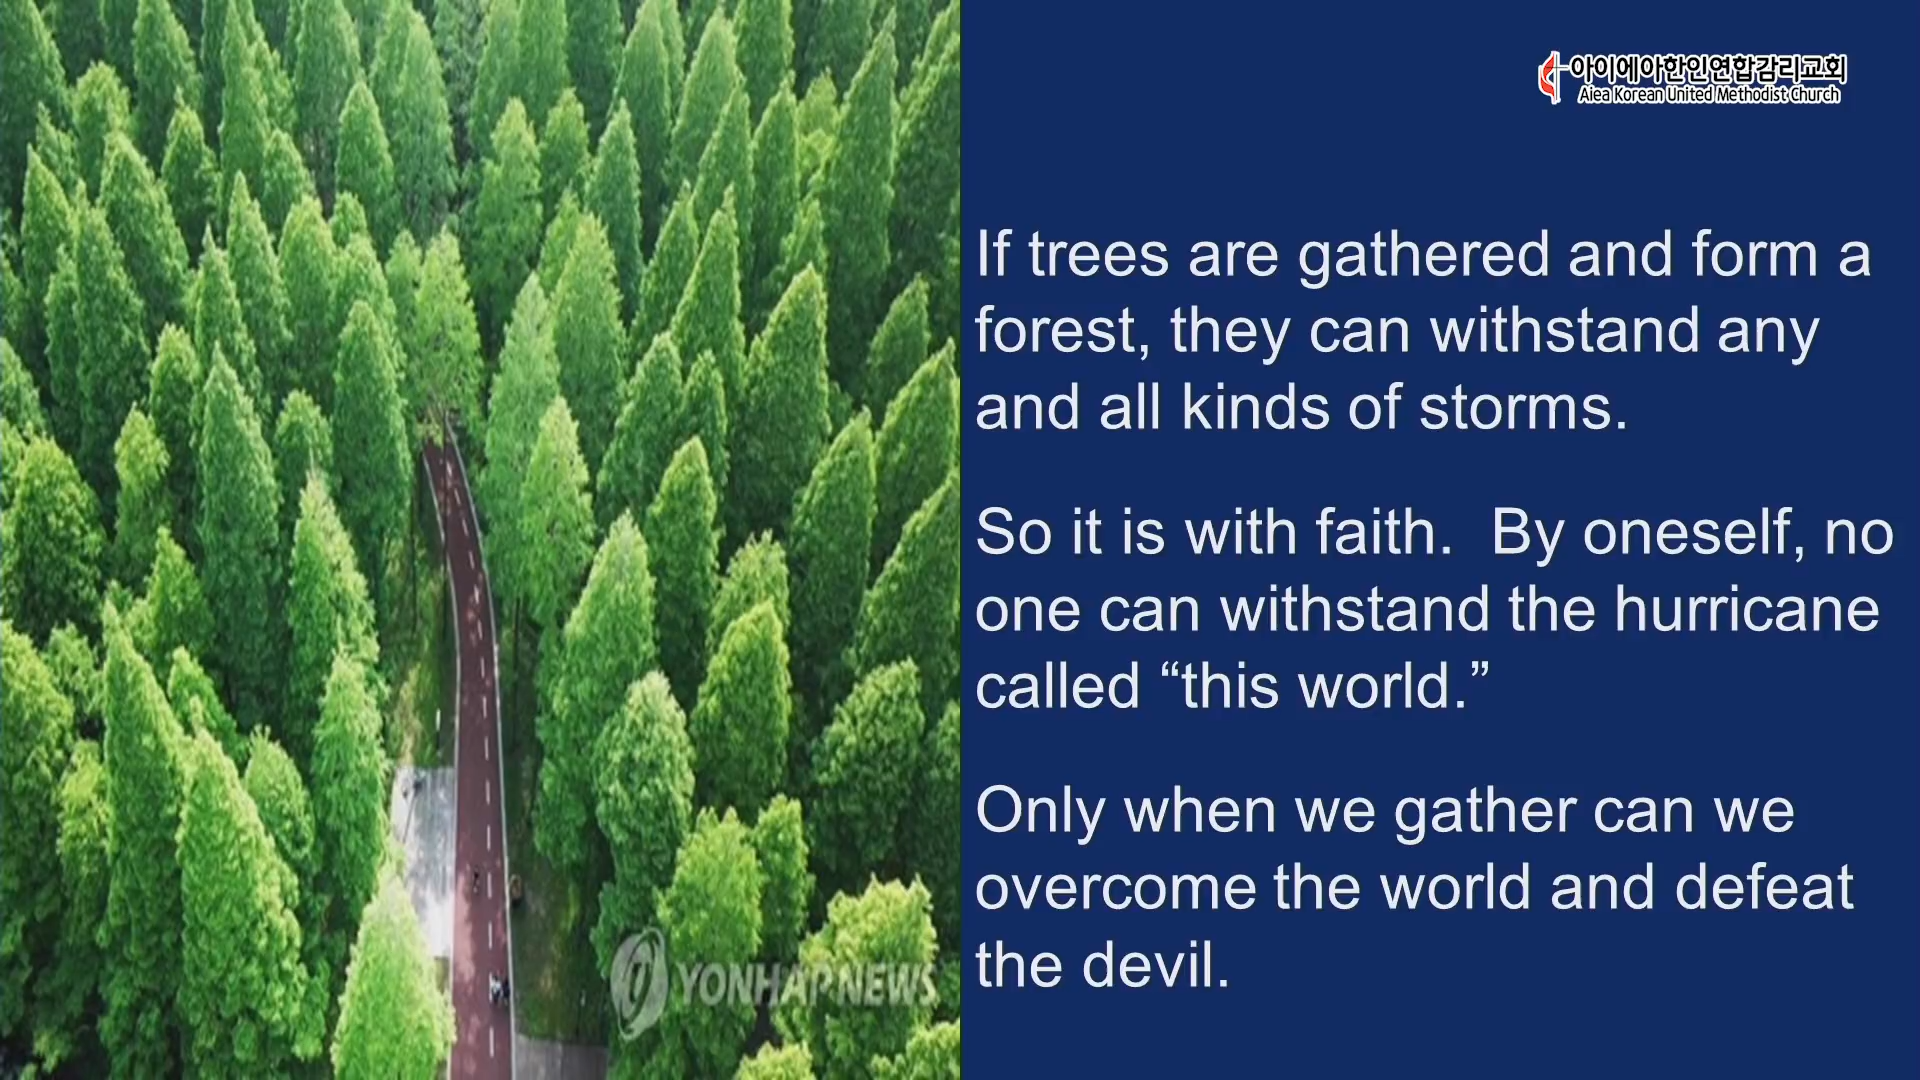 아이에아한인연합감리교회
Aiea Korean United Methodist Church
If trees are gathered and form a
forest, they can withstand any
and all kinds of storms.
So it is with faith.  By oneself, no
one can withstand the hurricane
called “this world.”
Only when we gather can we
overcome the world and defeat
the devil.
YONHAPNEWS